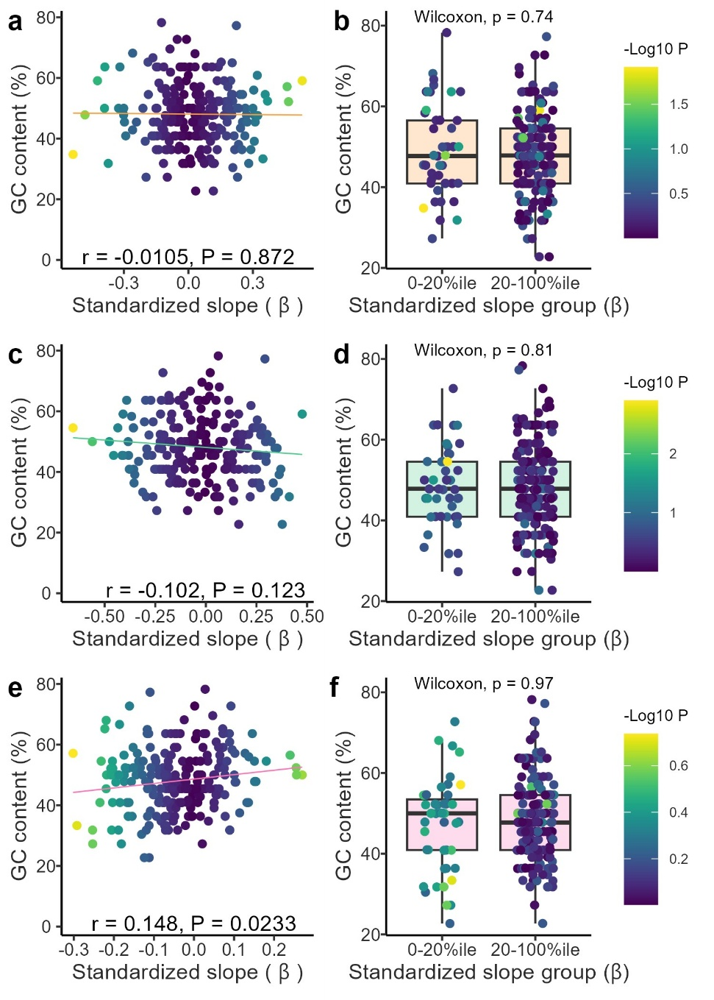 a
GC content (%)
80
60
40
20
0
r = -0.0105, P = 0.872
-0.3 0.0 0.3
Standardized slope ( β )
b
Wilcoxon, p = 0.74
GC content (%)
80
60
40
20
0-20%ile 20-100%ile
Standardized slope group (β)
-Log10 P
1.5
1.0
0.5
c
GC content (%)
80
60
40
20
0
r = -0.102, P = 0.123
-0.50 -0.25 0.00 0.25 0.50
Standardized slope ( β )
d
Wilcoxon, p = 0.81
GC content (%)
80
60
40
20
0-20%ile 20-100%ile
Standardized slope group (β)
-Log10 P
2
1
e
GC content (%)
80
60
40
20
0
r = 0.148, P = 0.0233
-0.3 -0.2 -0.1 0.0 0.1 0.2
Standardized slope ( β )
f
Wilcoxon, p = 0.97
GC content (%)
80
60
40
20
0-20%ile 20-100%ile
Standardized slope group (β)
-Log10 P
0.6
0.4
0.2